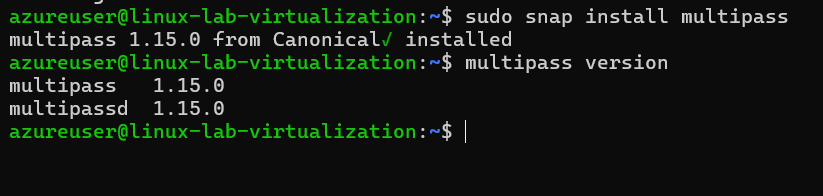 azureuser@linux-lab-virtualization:~$ sudo snap install multipass
multipass 1.15.0 from Canonical✓ installed
azureuser@linux-lab-virtualization:~$ multipass version
multipass   1.15.0
multipassd  1.15.0
azureuser@linux-lab-virtualization:~$